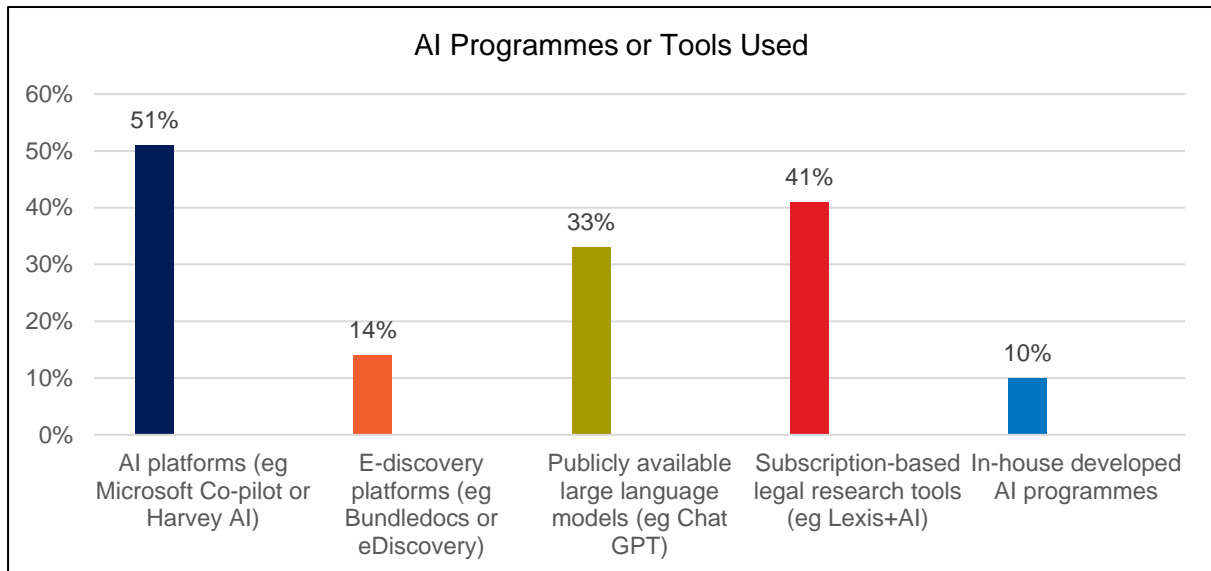 AI Programmes or Tools Used
60%
51%
50%
41%
40%
33%
30%
20%
14%
10%
10%
0%
AI platforms (eg
Microsoft Co-pilot or
Harvey AI)
E-discovery
platforms (eg
Bundledocs or
eDiscovery)
Publicly available
large language
models (eg Chat
GPT)
Subscription-based
legal research tools
(eg Lexis+AI)
In-house developed
AI programmes